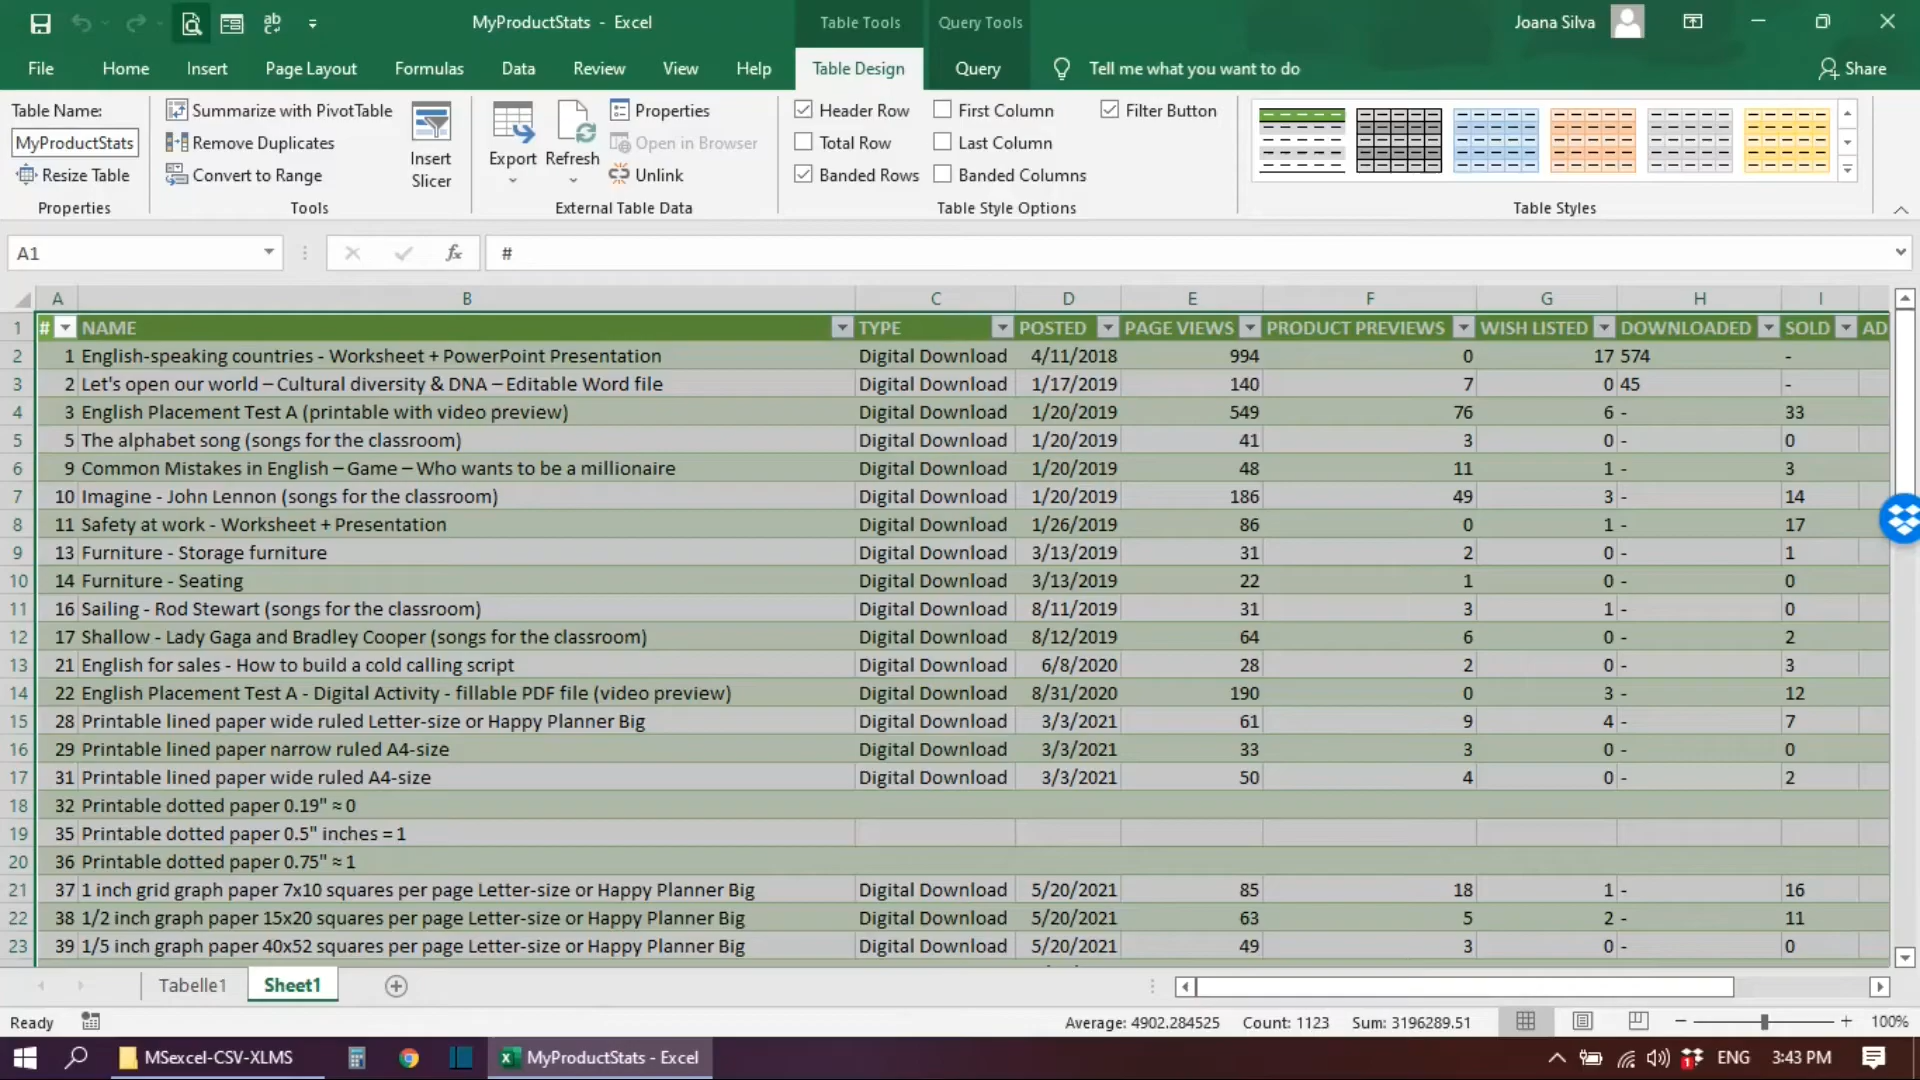 MyProductStats - Excel
Table Tools
Query Tools
Joana Silva
File Home Insert Page Layout Formulas Data Review View Help Table Design Query Tell me what you want to do Share
Table Name:
MyProductStats
Resize Table
Properties
Summarize with PivotTable
Remove Duplicates
Convert to Range
Tools
Insert Slicer
Export
Refresh
Properties
Open in Browser
Unlink
External Table Data
Header Row
Total Row
Banded Rows
First Column
Last Column
Banded Columns
Filter Button
Table Style Options
Table Styles
A1 fx #
A B C D E F G H I
1 # NAME TYPE POSTED PAGE VIEWS PRODUCT PREVIEWS WISH LISTED DOWNLOADED SOLD AD
2 1 English-speaking countries - Worksheet + PowerPoint Presentation Digital Download 4/11/2018 994 0 17 574 -
3 2 Let's open our world – Cultural diversity & DNA – Editable Word file Digital Download 1/17/2019 140 7 0 45 -
4 3 English Placement Test A (printable with video preview) Digital Download 1/20/2019 549 76 6 - 33
5 5 The alphabet song (songs for the classroom) Digital Download 1/20/2019 41 3 0 - 0
6 9 Common Mistakes in English – Game – Who wants to be a millionaire Digital Download 1/20/2019 48 11 1 - 3
7 10 Imagine - John Lennon (songs for the classroom) Digital Download 1/20/2019 186 49 3 - 14
8 11 Safety at work - Worksheet + Presentation Digital Download 1/26/2019 86 0 1 - 17
9 13 Furniture - Storage furniture Digital Download 3/13/2019 31 2 0 - 1
10 14 Furniture - Seating Digital Download 3/13/2019 22 1 0 - 0
11 16 Sailing - Rod Stewart (songs for the classroom) Digital Download 8/11/2019 31 3 1 - 0
12 17 Shallow - Lady Gaga and Bradley Cooper (songs for the classroom) Digital Download 8/12/2019 64 6 0 - 2
13 21 English for sales - How to build a cold calling script Digital Download 6/8/2020 28 2 0 - 3
14 22 English Placement Test A - Digital Activity - fillable PDF file (video preview) Digital Download 8/31/2020 190 0 3 - 12
15 28 Printable lined paper wide ruled Letter-size or Happy Planner Big Digital Download 3/3/2021 61 9 4 - 7
16 29 Printable lined paper narrow ruled A4-size Digital Download 3/3/2021 33 3 0 - 0
17 31 Printable lined paper wide ruled A4-size Digital Download 3/3/2021 50 4 0 - 2
18 32 Printable dotted paper 0.19" ≈ 0
19 35 Printable dotted paper 0.5" inches = 1
20 36 Printable dotted paper 0.75" ≈ 1
21 37 1 inch grid graph paper 7x10 squares per page Letter-size or Happy Planner Big Digital Download 5/20/2021 85 18 1 - 16
22 38 1/2 inch graph paper 15x20 squares per page Letter-size or Happy Planner Big Digital Download 5/20/2021 63 5 2 - 11
23 39 1/5 inch graph paper 40x52 squares per page Letter-size or Happy Planner Big Digital Download 5/20/2021 49 3 0 - 0
Tabelle1 Sheet1
Ready Average: 4902.284525 Count: 1123 Sum: 3196289.51 100%
MSexcel-CSV-XLMS MyProductStats - Excel ENG 3:43 PM